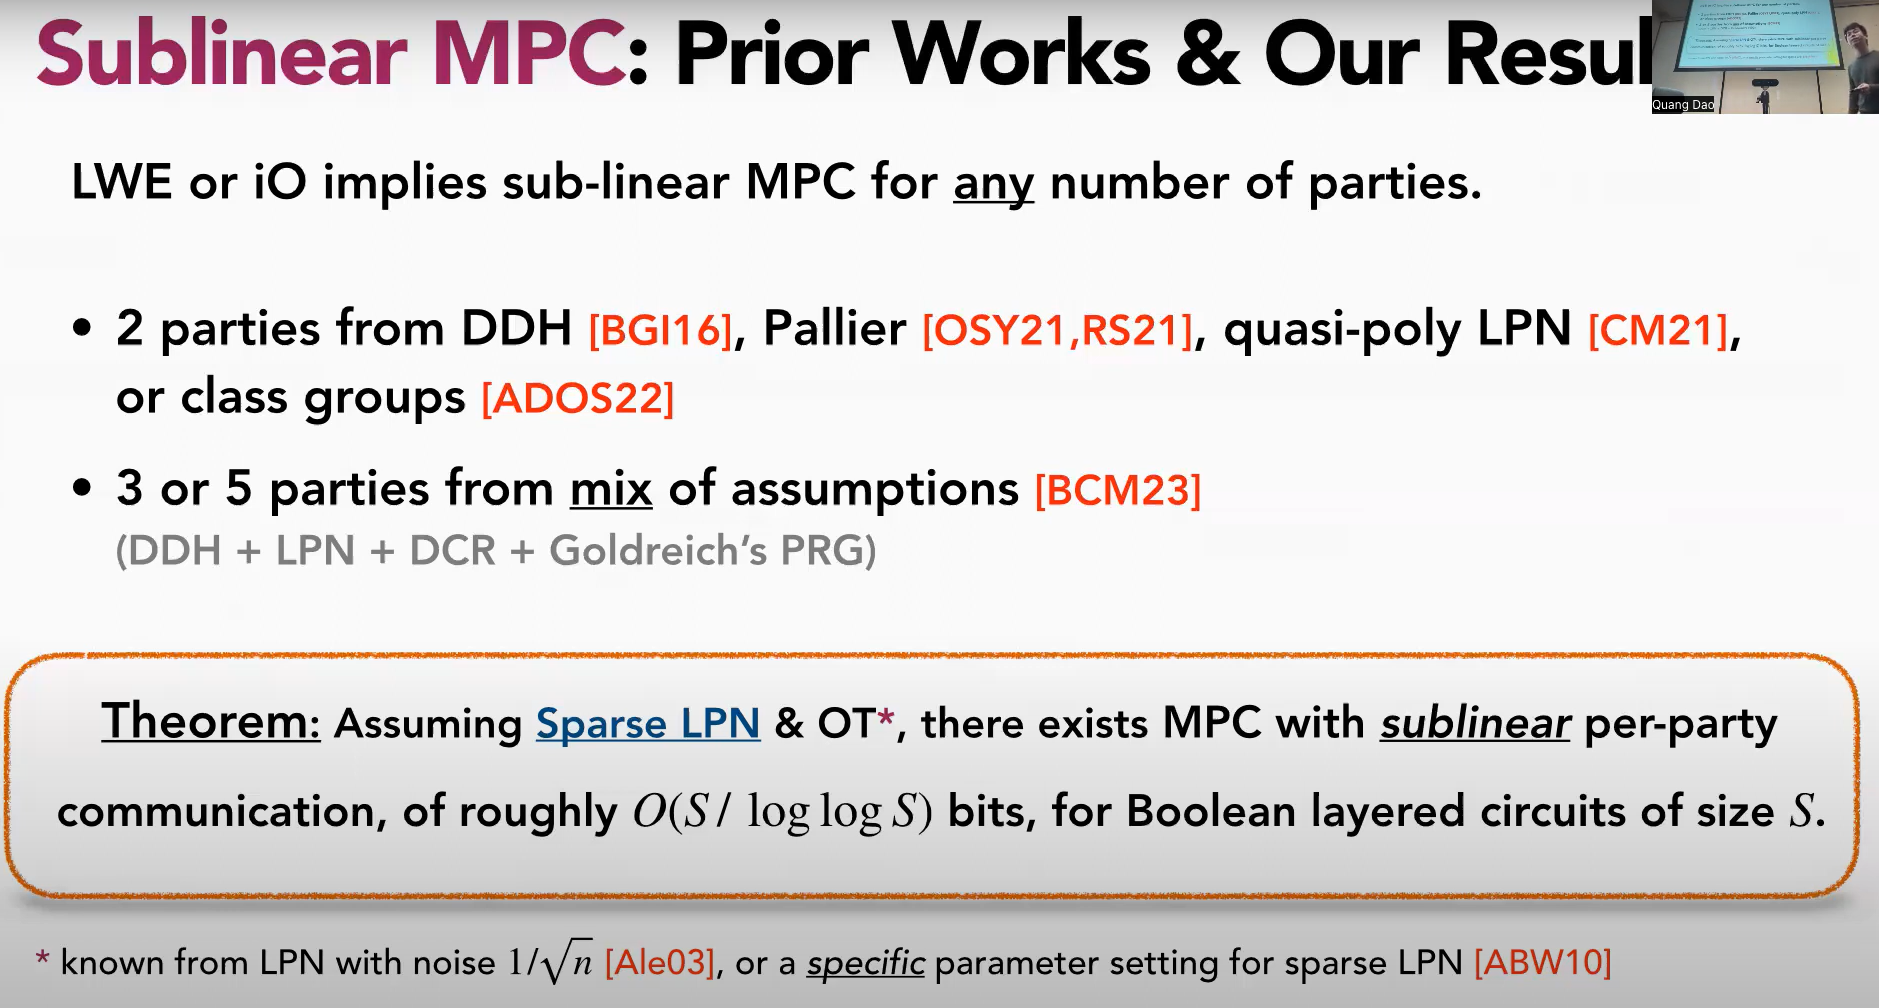 Sublinear MPC: Prior Works & Our Resul
Quang Dao
LWE or iO implies sub-linear MPC for any number of parties.
• 2 parties from DDH [BGI16], Pallier [OSY21,RS21], quasi-poly LPN [CM21],
or class groups [ADOS22]
• 3 or 5 parties from mix of assumptions [BCM23]
(DDH + LPN + DCR + Goldreich's PRG)
Theorem: Assuming Sparse LPN & OT*, there exists MPC with sublinear per-party
communication, of roughly O(S / log log S) bits, for Boolean layered circuits of size S.
* known from LPN with noise 1/√n [Ale03], or a specific parameter setting for sparse LPN [ABW10]